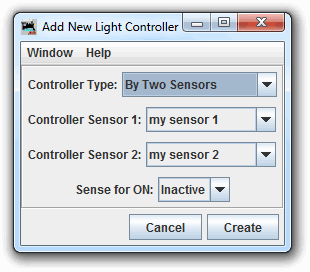 Add New Light Controller
Window Help
Controller Type: By Two Sensors
Controller Sensor 1: my sensor 1
Controller Sensor 2: my sensor 2
Sense for ON: Inactive
Cancel Create